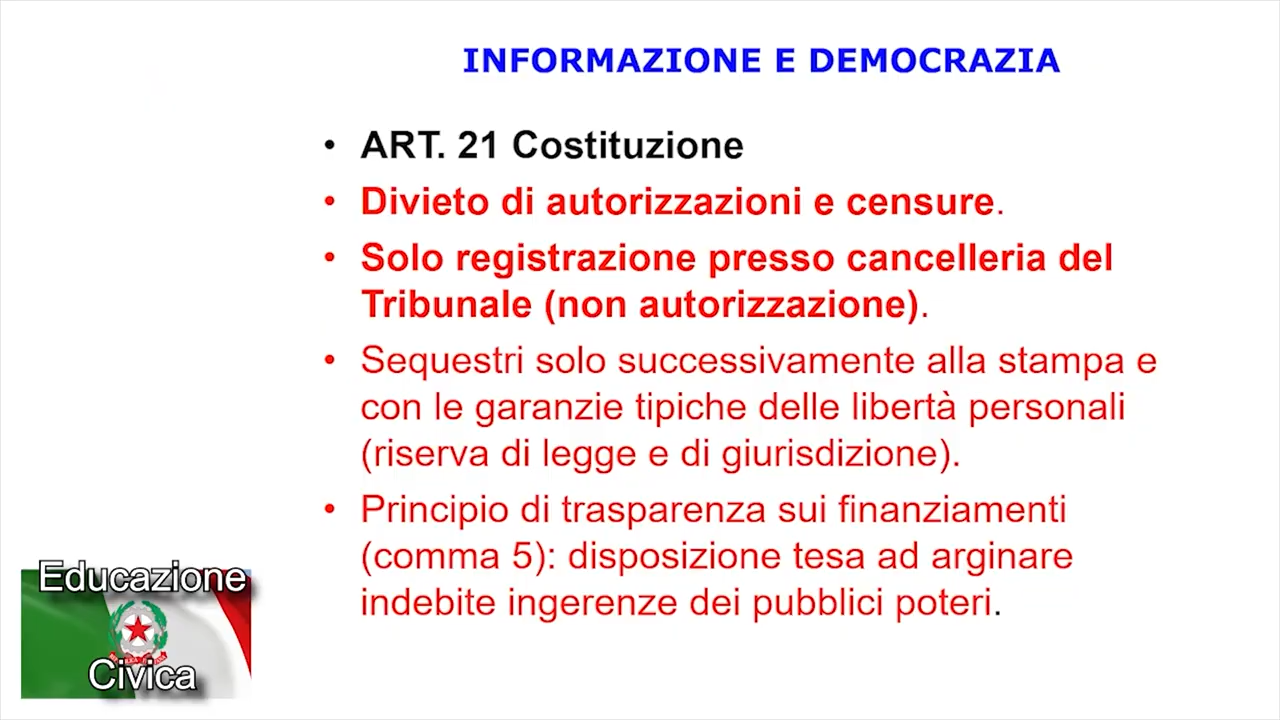 INFORMAZIONE E DEMOCRAZIA
• ART. 21 Costituzione
• Divieto di autorizzazioni e censure.
• Solo registrazione presso cancelleria del
Tribunale (non autorizzazione).
• Sequestri solo successivamente alla stampa e
con le garanzie tipiche delle libertà personali
(riserva di legge e di giurisdizione).
• Principio di trasparenza sui finanziamenti
(comma 5): disposizione tesa ad arginare
indebite ingerenze dei pubblici poteri.
Educazione
Civica